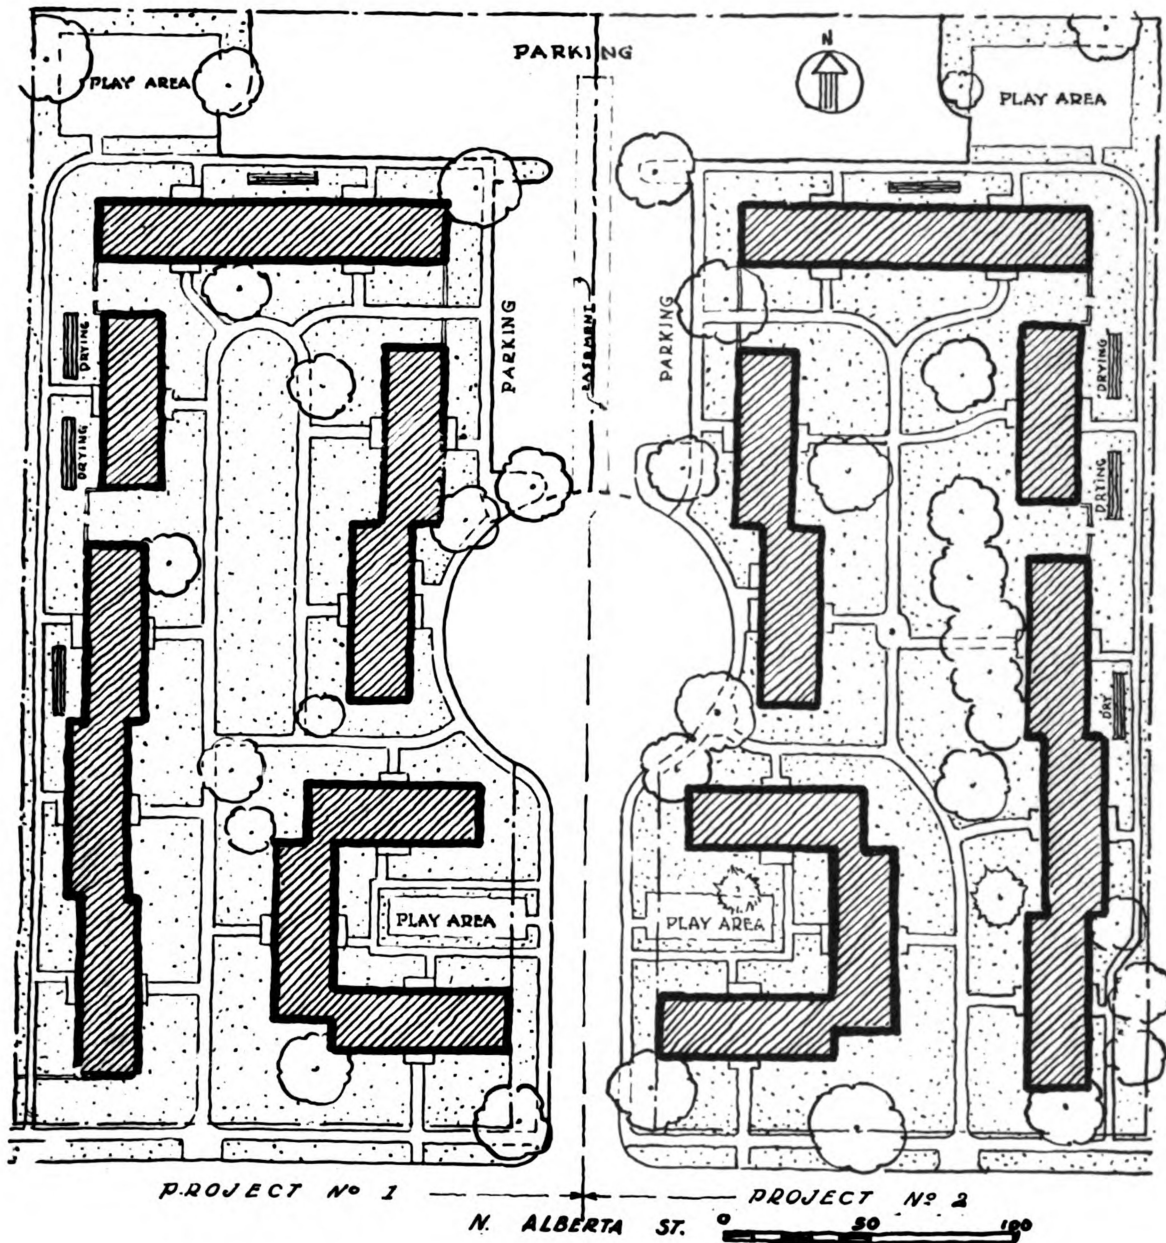 PARKING
N
PLAY AREA
PLAY AREA
PARKING
EASEMENT
PARKING
DRYING
DRYING
DRYING
DRYING
DRY
PLAY AREA
PLAY AREA
PROJECT Nº 1
PROJECT Nº 2
N. ALBERTA ST.
0 50 100